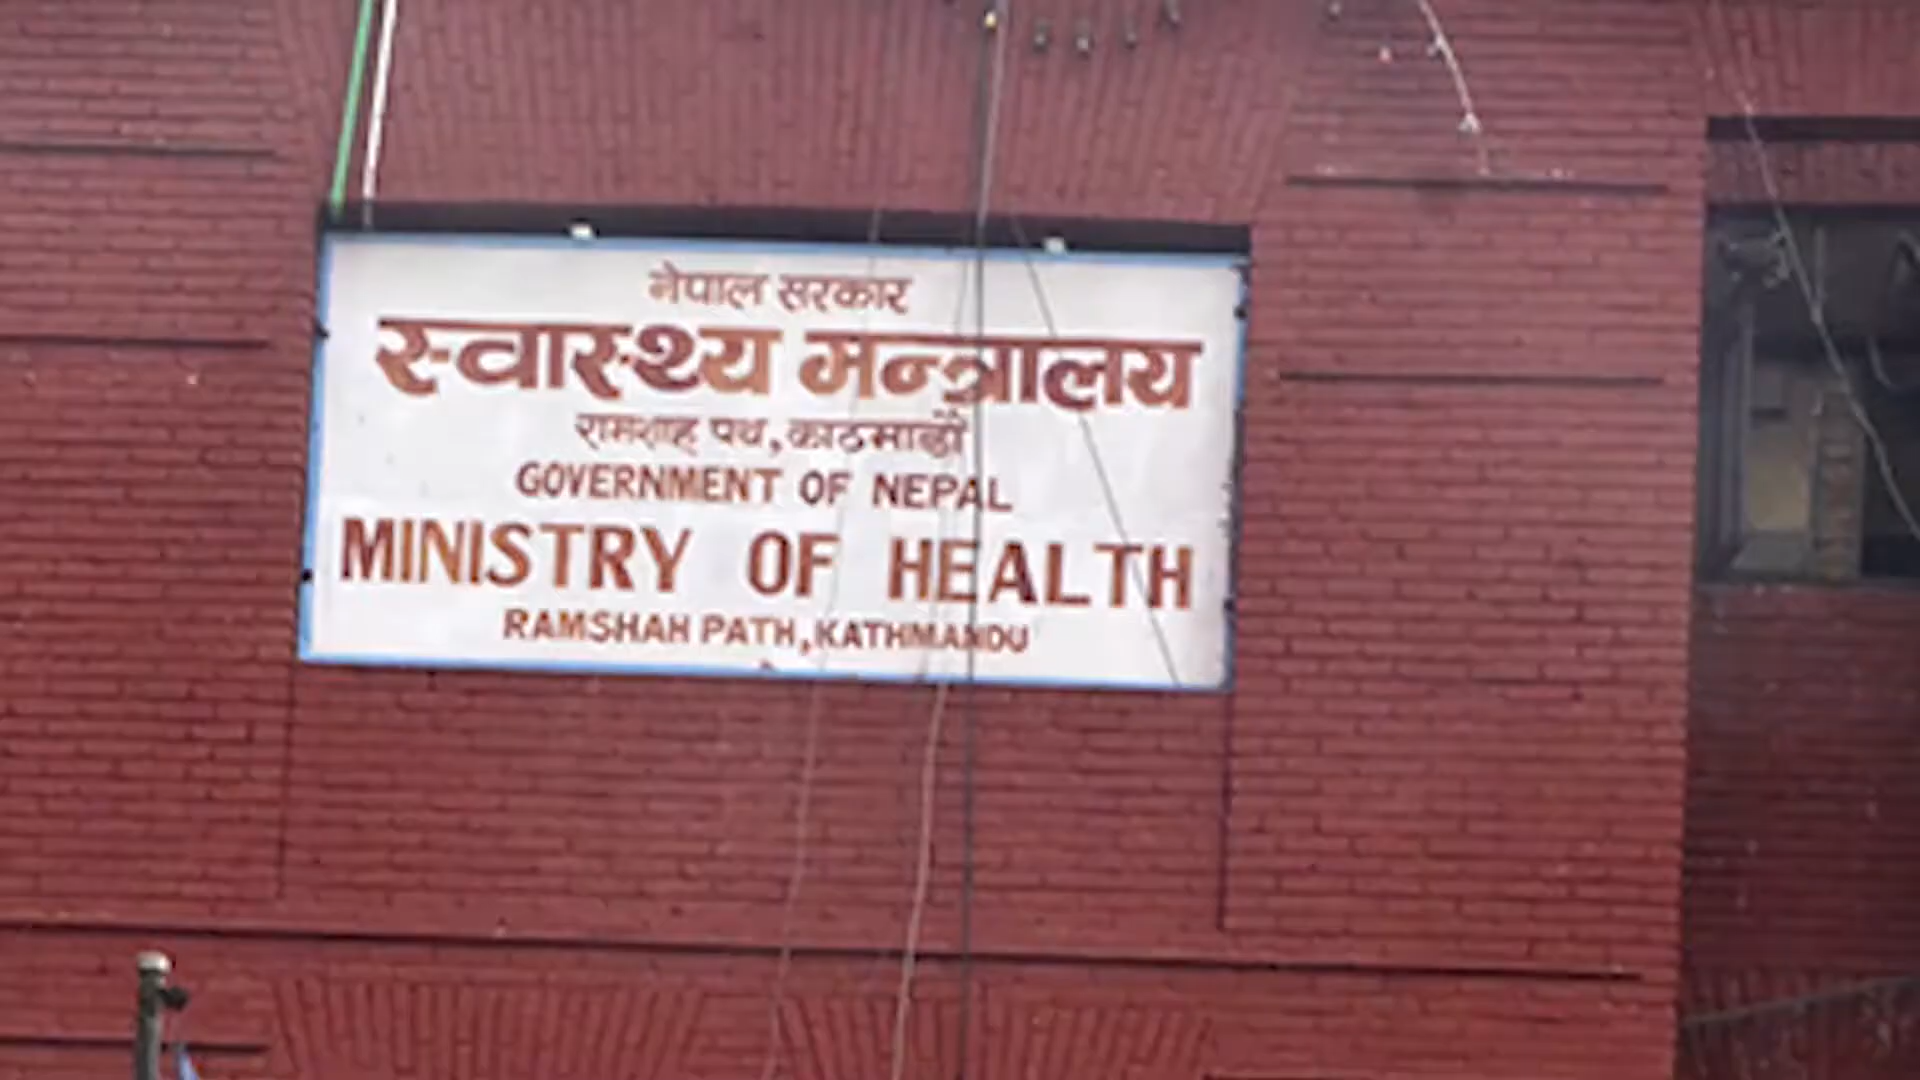 नेपाल सरकार
स्वास्थ्य मन्त्रालय
रामशाह पथ, काठमाडौं
GOVERNMENT OF NEPAL
MINISTRY OF HEALTH
RAMSHAH PATH, KATHMANDU